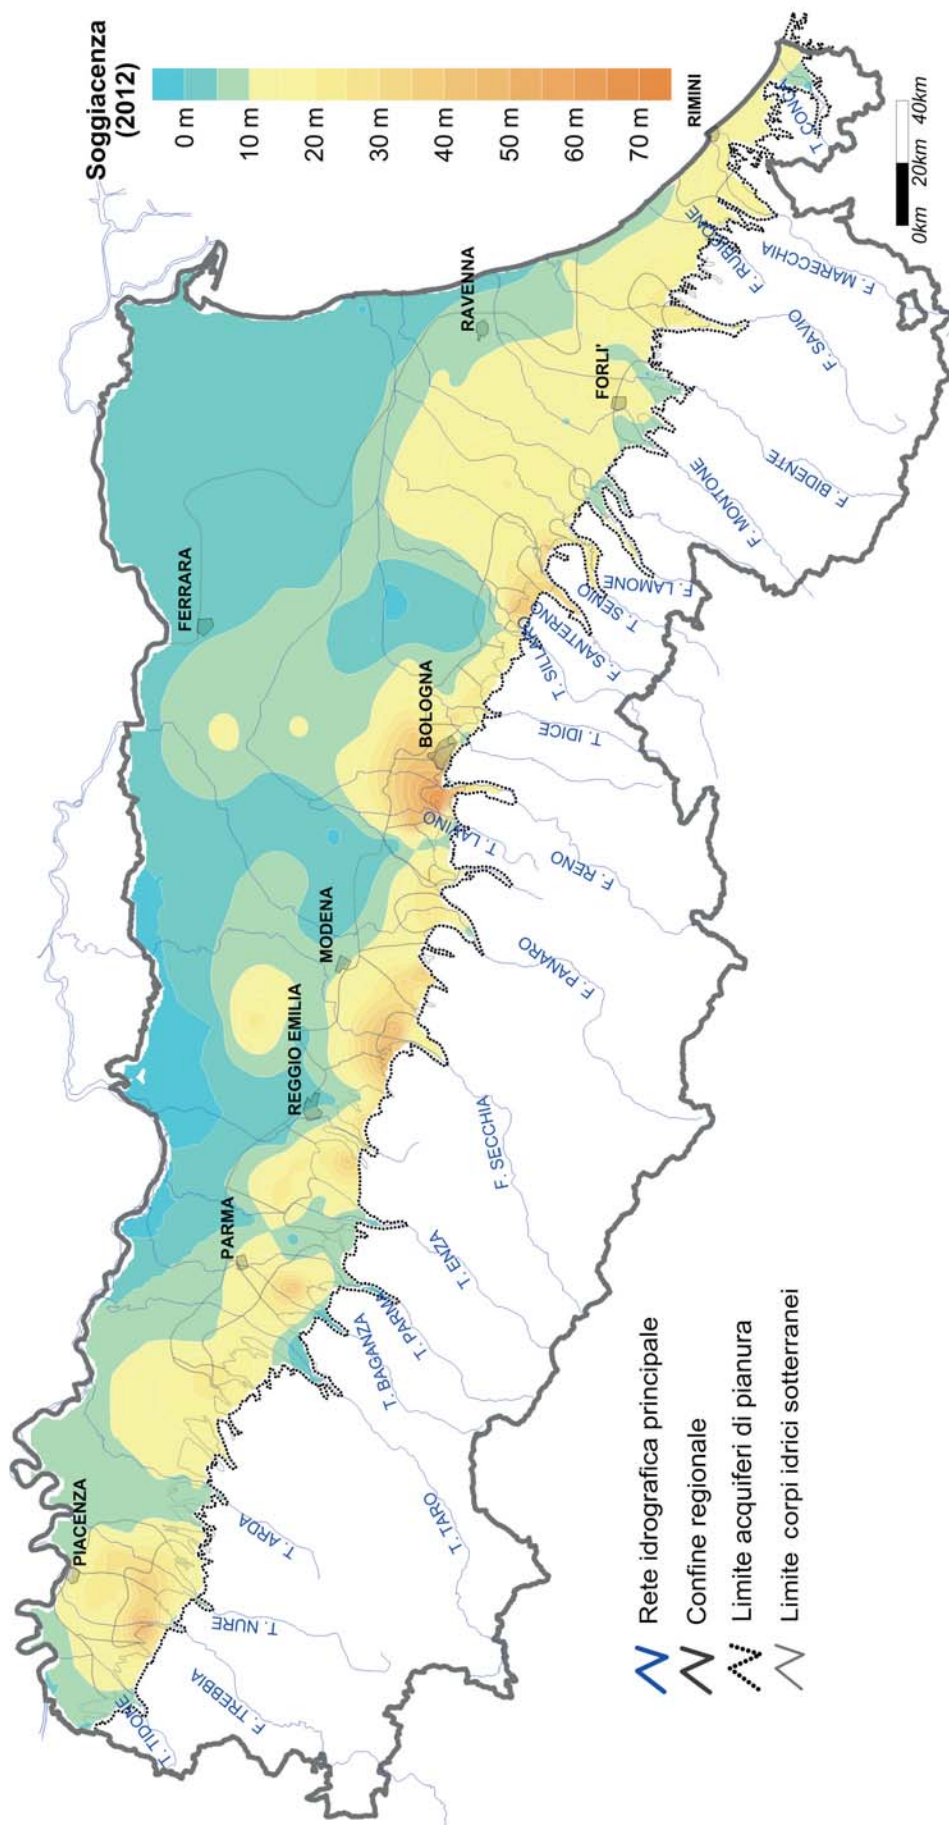 Soggiacenza
(2012)
0 m
10 m
20 m
30 m
40 m
50 m
60 m
70 m
PIACENZA
PARMA
REGGIO EMILIA
MODENA
BOLOGNA
FERRARA
RAVENNA
FORLI'
RIMINI
T. TIDONE
F. TREBBIA
T. NURE
T. ARDA
T. TARO
T. BAGANZA
T. PARMA
T. ENZA
F. SECCHIA
F. PANARO
T. LAVINO
F. RENO
T. IDICE
T. SILLARO
F. SANTERNO
T. SENIO
F. LAMONE
F. MONTONE
F. BIDENTE
F. SAVIO
F. RUBICONE
F. MARECCHIA
T. CONCA
Rete idrografica principale
Confine regionale
Limite acquiferi di pianura
Limite corpi idrici sotterranei
0km 20km 40km